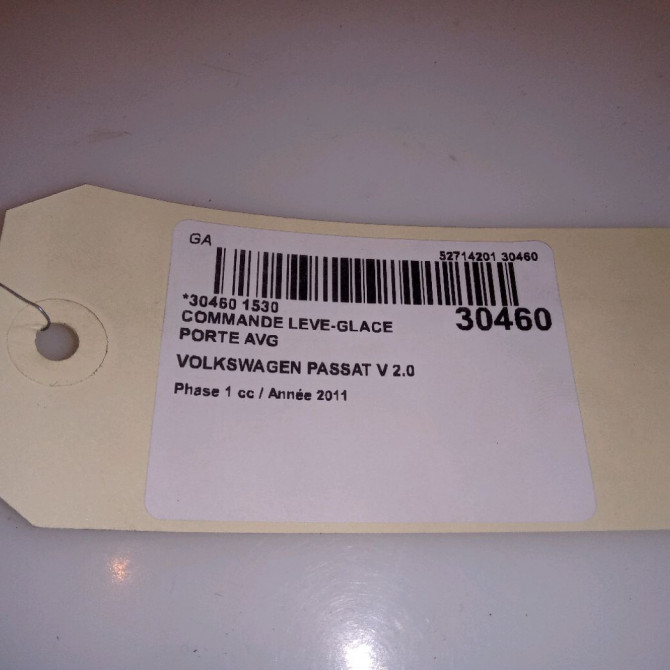 GA
52714201 30460
*30460 1530
30460
COMMANDE LEVE-GLACE
PORTE AVG
VOLKSWAGEN PASSAT V 2.0
Phase 1 cc / Année 2011